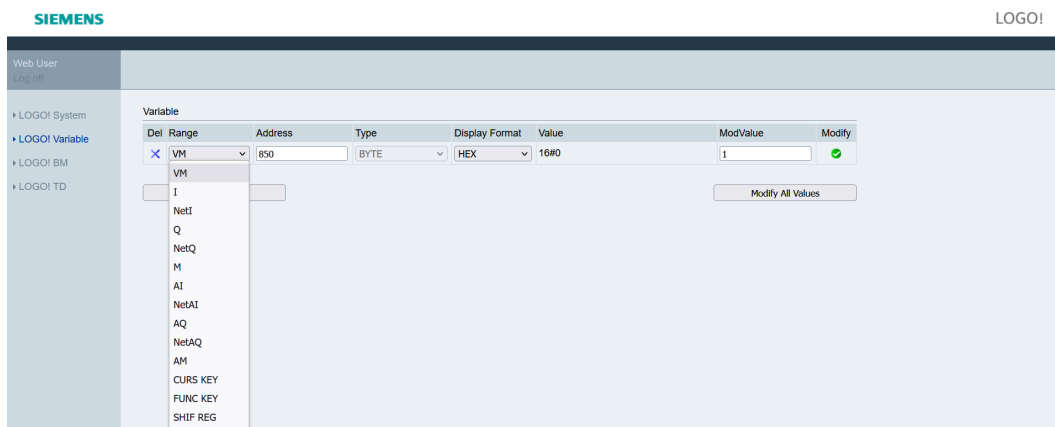 SIEMENS
LOGO!
Web User
Log off
LOGO! System
LOGO! Variable
LOGO! BM
LOGO! TD
Variable
Del Range Address Type Display Format Value ModValue Modify
VM 850 BYTE HEX 16#0 1
VM
I
Modify All Values
NetI
Q
NetQ
M
AI
NetAI
AQ
NetAQ
AM
CURS KEY
FUNC KEY
SHIF REG